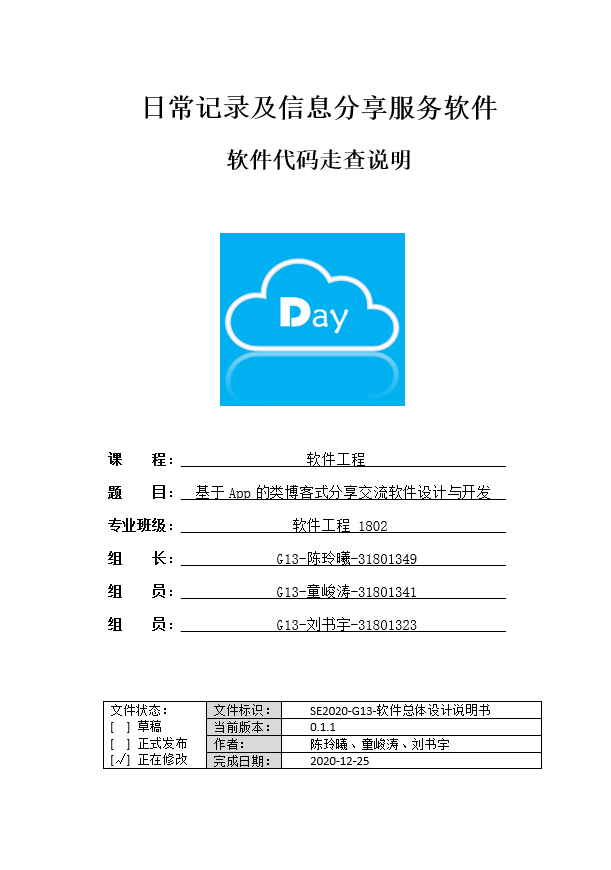 日常记录及信息分享服务软件
软件代码走查说明
Day
课 程： 软件工程
题 目： 基于 App 的类博客式分享交流软件设计与开发
专业班级： 软件工程 1802
组 长： G13-陈玲曦-31801349
组 员： G13-童峻涛-31801341
组 员： G13-刘书宇-31801323
文件状态： 文件标识： SE2020-G13-软件总体设计说明书
[ ] 草稿 当前版本： 0.1.1
[ ] 正式发布 作者： 陈玲曦、童峻涛、刘书宇
[√] 正在修改 完成日期： 2020-12-25